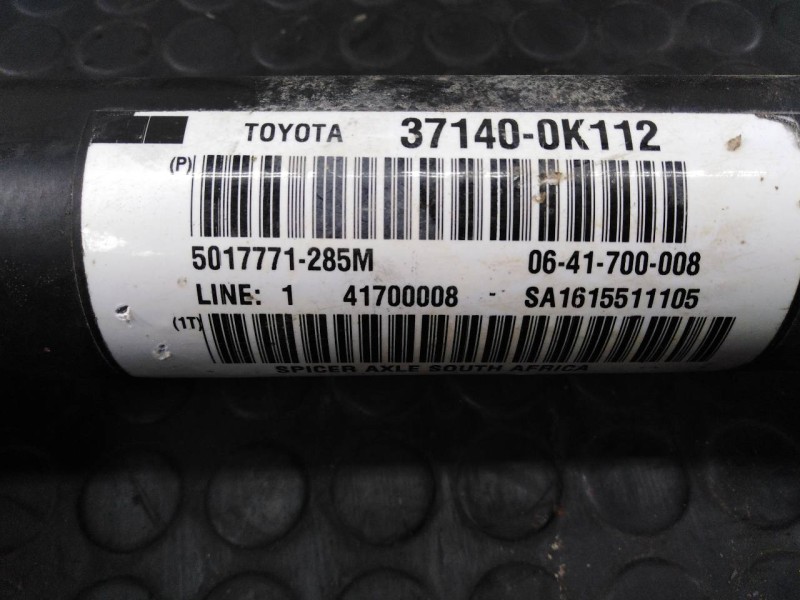 TOYOTA 37140-0K112
(P)
5017771-285M 06-41-700-008
LINE: 1 41700008 - SA1615511105
(1T)
SPICER AXLE SOUTH AFRICA